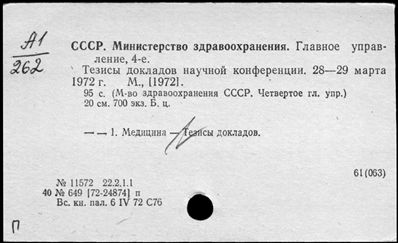 А1
262
СССР. Министерство здравоохранения. Главное управ-
ление, 4-е.
Тезисы докладов научной конференции. 28—29 марта
1972 г. М., [1972].
95 с. (М-во здравоохранения СССР. Четвертое гл. упр.)
20 см. 700 экз. Б. ц.
— — 1. Медицина — Тезисы докладов.
61 (063)
№ 11572 22.2.1.1
40 № 649 [72-24874] п
Вс. кн. пал. 6 IV 72 С76
П